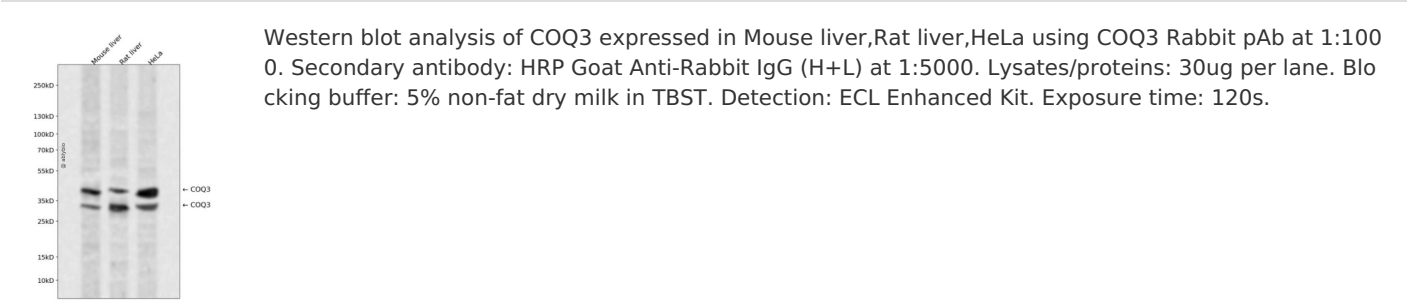 Mouse liver
Rat liver
HeLa
250kD
130kD
100kD
70kD
55kD
35kD
25kD
15kD
10kD
@ abybio
← COQ3
← COQ3
Western blot analysis of COQ3 expressed in Mouse liver,Rat liver,HeLa using COQ3 Rabbit pAb at 1:100
0. Secondary antibody: HRP Goat Anti-Rabbit IgG (H+L) at 1:5000. Lysates/proteins: 30ug per lane. Blo
cking buffer: 5% non-fat dry milk in TBST. Detection: ECL Enhanced Kit. Exposure time: 120s.